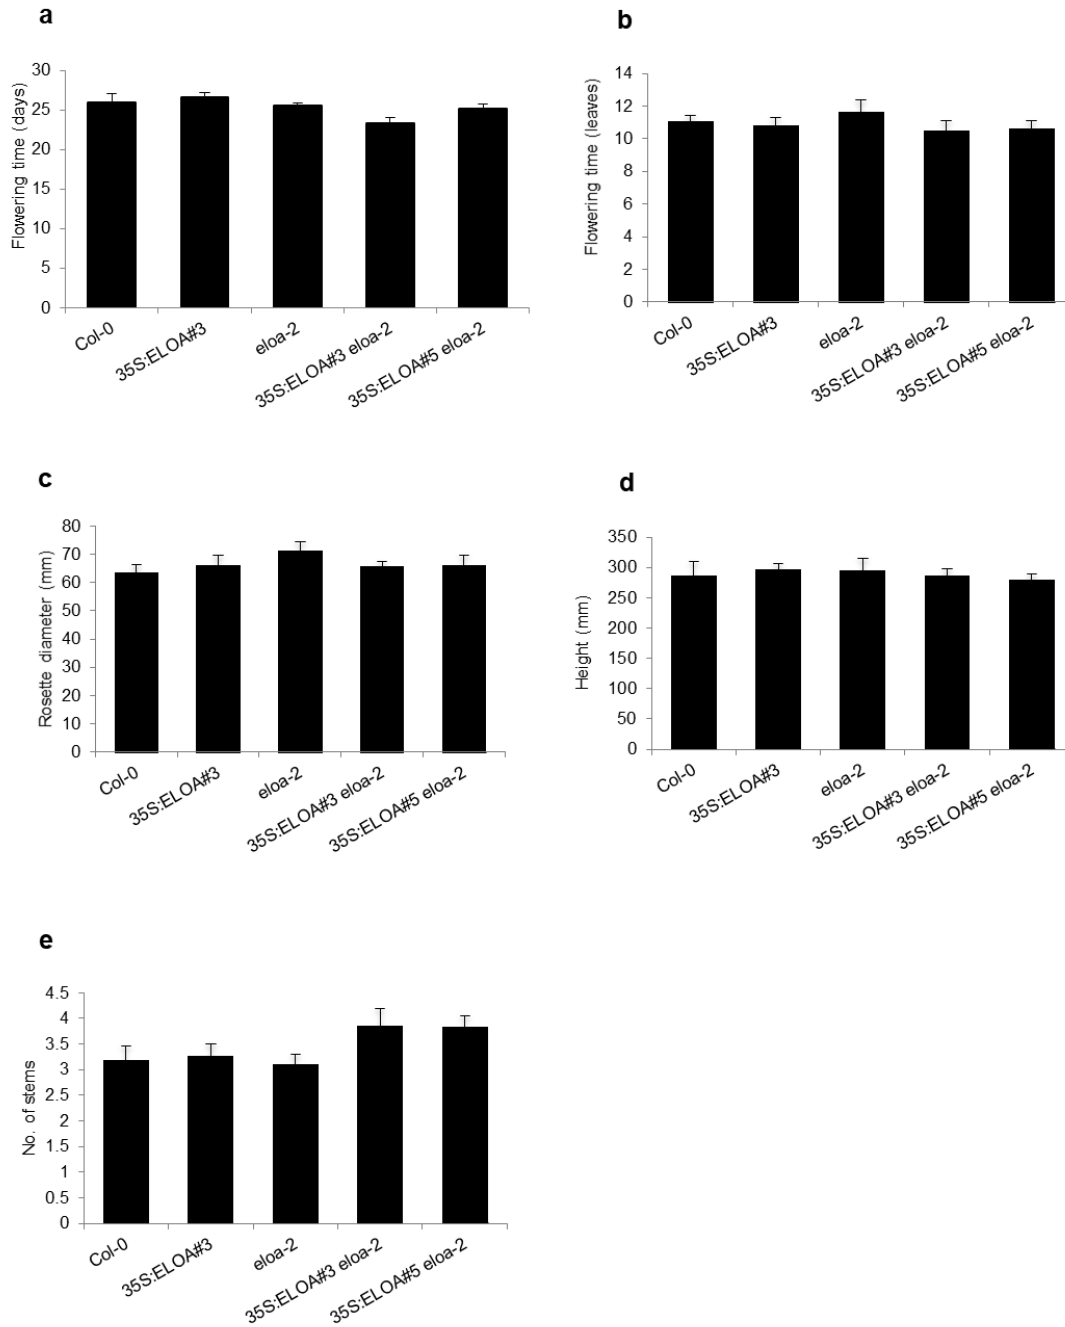 a
Flowering time (days)
30
25
20
15
10
5
0
Col-0
35S:ELOA#3
eloa-2
35S:ELOA#3 eloa-2
35S:ELOA#5 eloa-2
b
Flowering time (leaves)
14
12
10
8
6
4
2
0
Col-0
35S:ELOA#3
eloa-2
35S:ELOA#3 eloa-2
35S:ELOA#5 eloa-2
c
Rosette diameter (mm)
80
70
60
50
40
30
20
10
0
Col-0
35S:ELOA#3
eloa-2
35S:ELOA#3 eloa-2
35S:ELOA#5 eloa-2
d
Height (mm)
350
300
250
200
150
100
50
0
Col-0
35S:ELOA#3
eloa-2
35S:ELOA#3 eloa-2
35S:ELOA#5 eloa-2
e
No. of stems
4.5
4
3.5
3
2.5
2
1.5
1
0.5
0
Col-0
35S:ELOA#3
eloa-2
35S:ELOA#3 eloa-2
35S:ELOA#5 eloa-2